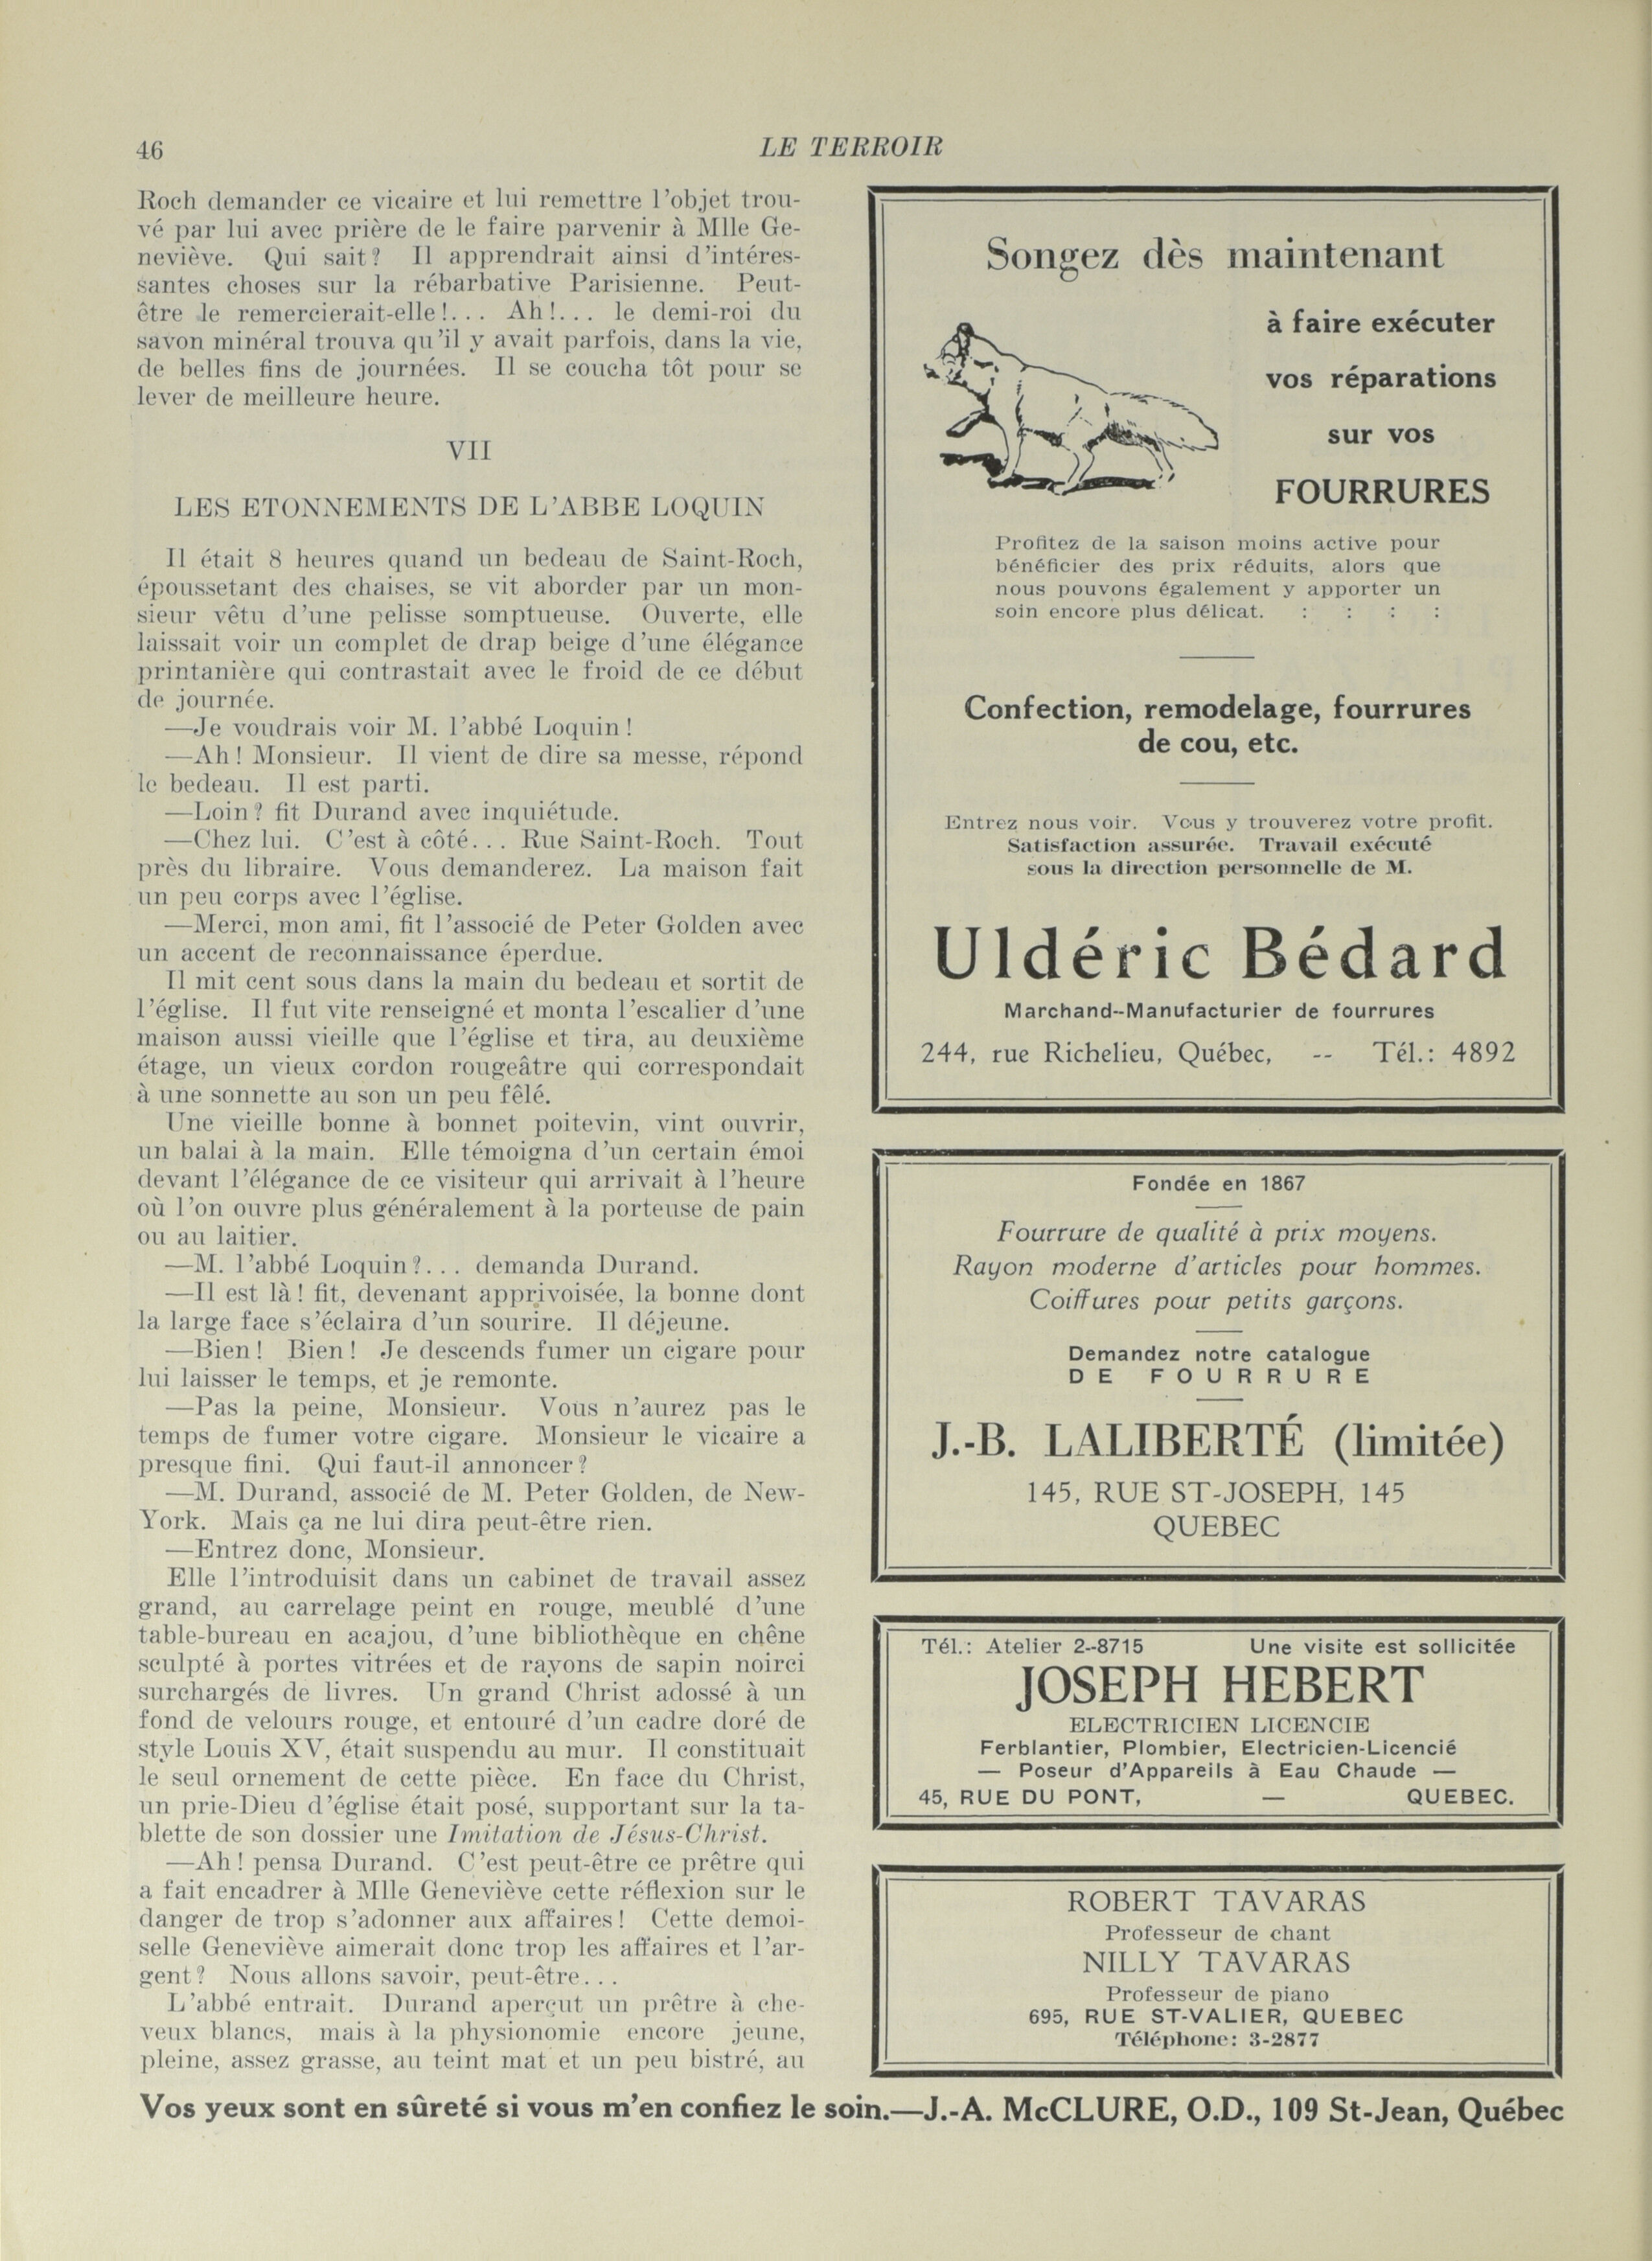 46
LE TERROIR
Roch demander ce vicaire et lui remettre l'objet trou-
vé par lui avec prière de le faire parvenir à Mlle Ge-
neviève. Qui sait? Il apprendrait ainsi d'intéres-
santes choses sur la rébarbative Parisienne. Peut-
être le remercierait-elle!... Ah!... le demi-roi du
savon minéral trouva qu'il y avait parfois, dans la vie,
de belles fins de journées. Il se coucha tôt pour se
lever de meilleure heure.
VII
LES ETONNEMENTS DE L'ABBE LOQUIN
Il était 8 heures quand un bedeau de Saint-Roch,
époussetant des chaises, se vit aborder par un mon-
sieur vêtu d'une pelisse somptueuse. Ouverte, elle
laissait voir un complet de drap beige d'une élégance
printanière qui contrastait avec le froid de ce début
de journée.
—Je voudrais voir M. l'abbé Loquin!
—Ah! Monsieur. Il vient de dire sa messe, répond
le bedeau. Il est parti.
—Loin? fit Durand avec inquiétude.
—Chez lui. C'est à côté... Rue Saint-Roch. Tout
près du libraire. Vous demanderez. La maison fait
un peu corps avec l'église.
—Merci, mon ami, fit l'associé de Peter Golden avec
un accent de reconnaissance éperdue.
Il mit cent sous dans la main du bedeau et sortit de
l'église. Il fut vite renseigné et monta l'escalier d'une
maison aussi vieille que l'église et tira, au deuxième
étage, un vieux cordon rougeâtre qui correspondait
à une sonnette au son un peu fêlé.
Une vieille bonne à bonnet poitevin, vint ouvrir,
un balai à la main. Elle témoigna d'un certain émoi
devant l'élégance de ce visiteur qui arrivait à l'heure
où l'on ouvre plus généralement à la porteuse de pain
ou au laitier.
—M. l'abbé Loquin?... demanda Durand.
—Il est là! fit, devenant apprivoisée, la bonne dont
la large face s'éclaira d'un sourire. Il déjeune.
—Bien! Bien! Je descends fumer un cigare pour
lui laisser le temps, et je remonte.
—Pas la peine, Monsieur. Vous n'aurez pas le
temps de fumer votre cigare. Monsieur le vicaire a
presque fini. Qui faut-il annoncer?
—M. Durand, associé de M. Peter Golden, de New-
York. Mais ça ne lui dira peut-être rien.
—Entrez donc, Monsieur.
Elle l'introduisit dans un cabinet de travail assez
grand, au carrelage peint en rouge, meublé d'une
table-bureau en acajou, d'une bibliothèque en chêne
sculpté à portes vitrées et de rayons de sapin noirci
surchargés de livres. Un grand Christ adossé à un
fond de velours rouge, et entouré d'un cadre doré de
style Louis XV, était suspendu au mur. Il constituait
le seul ornement de cette pièce. En face du Christ,
un prie-Dieu d'église était posé, supportant sur la ta-
blette de son dossier une Imitation de Jésus-Christ.
—Ah! pensa Durand. C'est peut-être ce prêtre qui
a fait encadrer à Mlle Geneviève cette réflexion sur le
danger de trop s'adonner aux affaires! Cette demoi-
selle Geneviève aimerait donc trop les affaires et l'ar-
gent? Nous allons savoir, peut-être...
L'abbé entrait. Durand aperçut un prêtre à che-
veux blancs, mais à la physionomie encore jeune,
pleine, assez grasse, au teint mat et un peu bistré, au
Songez dès maintenant
à faire exécuter
vos réparations
sur vos
FOURRURES
Profitez de la saison moins active pour
bénéficier des prix réduits, alors que
nous pouvons également y apporter un
soin encore plus délicat. : : : :
Confection, remodelage, fourrures
de cou, etc.
Entrez nous voir. Vous y trouverez votre profit.
Satisfaction assurée. Travail exécuté
sous la direction personnelle de M.
Uldéric Bédard
Marchand--Manufacturier de fourrures
244, rue Richelieu, Québec, -- Tél.: 4892
Fondée en 1867
Fourrure de qualité à prix moyens.
Rayon moderne d'articles pour hommes.
Coiffures pour petits garçons.
Demandez notre catalogue
DE FOURRURE
J.-B. LALIBERTÉ (limitée)
145, RUE ST-JOSEPH, 145
QUEBEC
Tél.: Atelier 2--8715 Une visite est sollicitée
JOSEPH HEBERT
ELECTRICIEN LICENCIE
Ferblantier, Plombier, Electricien-Licencié
— Poseur d'Appareils à Eau Chaude —
45, RUE DU PONT, — QUEBEC.
ROBERT TAVARAS
Professeur de chant
NILLY TAVARAS
Professeur de piano
695, RUE ST-VALIER, QUEBEC
Téléphone: 3-2877
Vos yeux sont en sûreté si vous m'en confiez le soin.—J.-A. McCLURE, O.D., 109 St-Jean, Québec